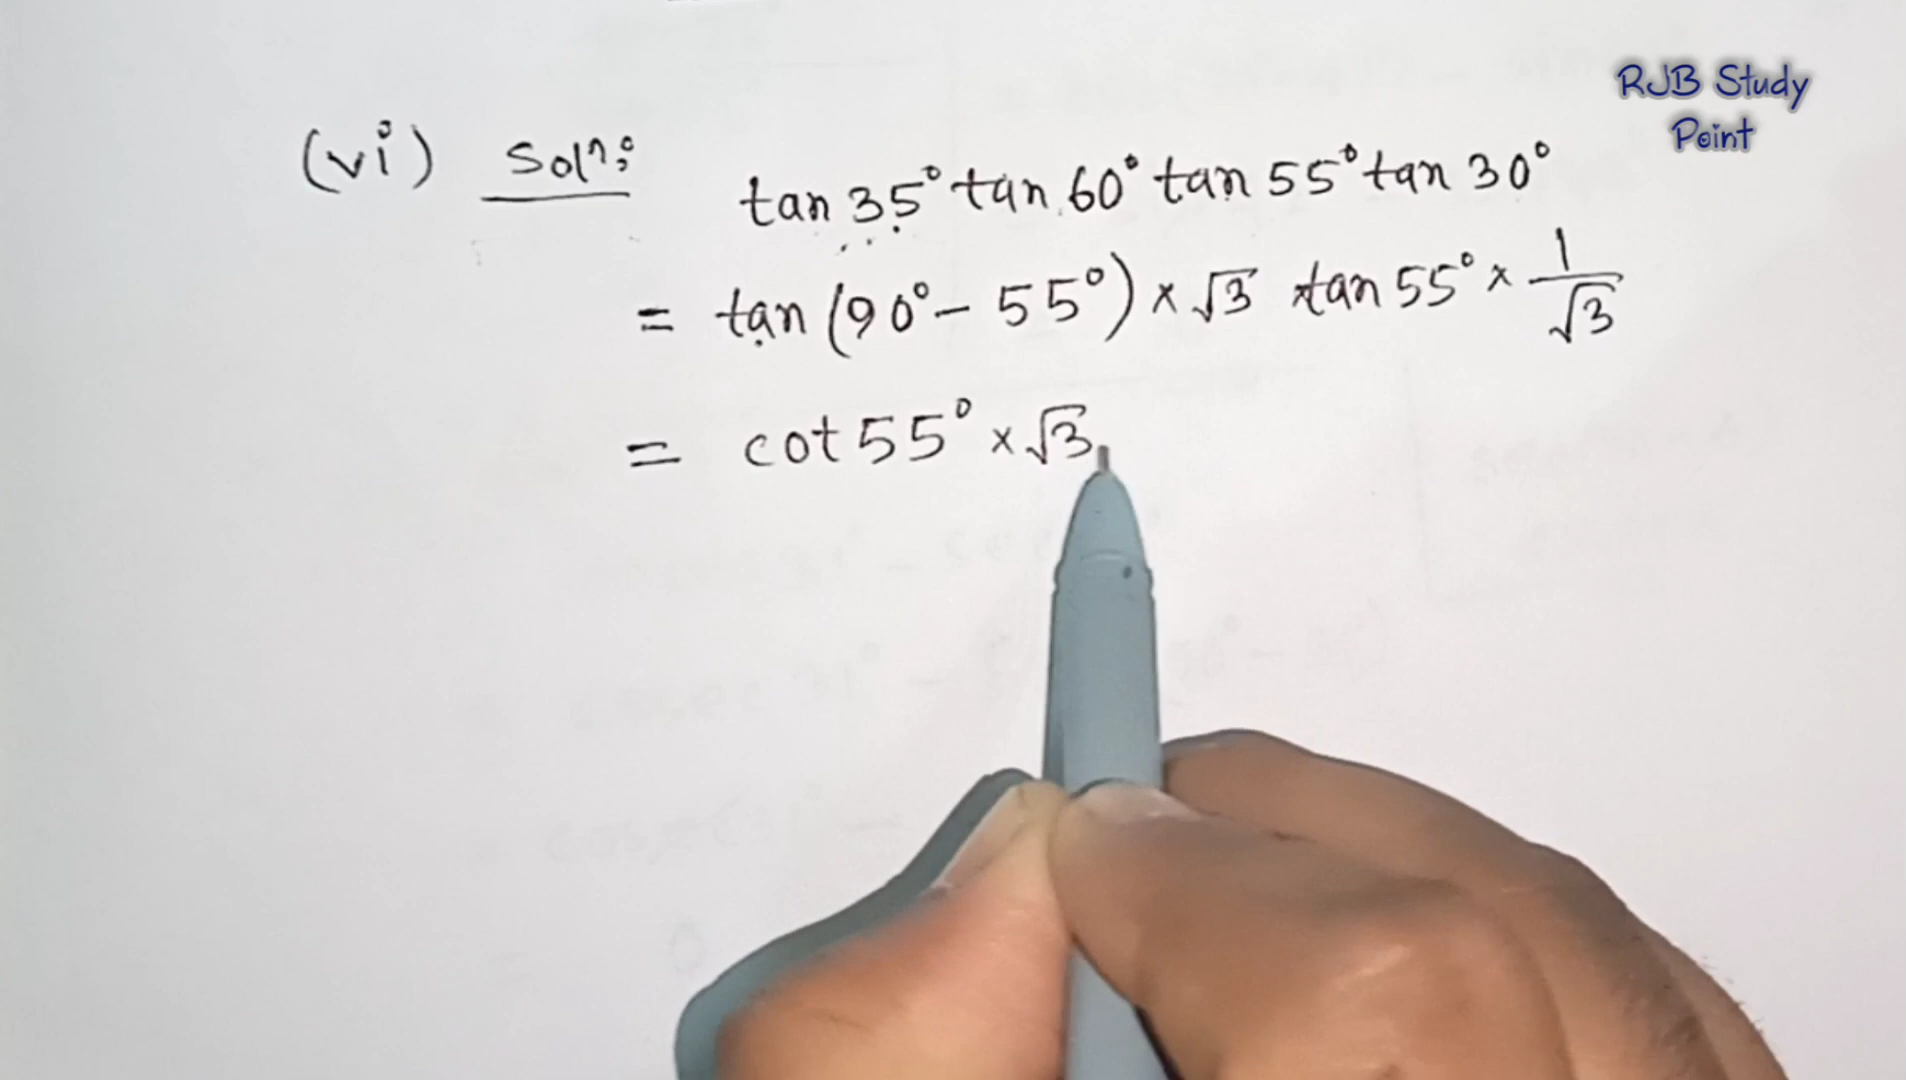 RJB Study
Point
(vi) Solⁿ: tan 35° tan 60° tan 55° tan 30°
= tan (90° - 55°) × √3 tan 55° × 1/√3
= cot 55° × √3